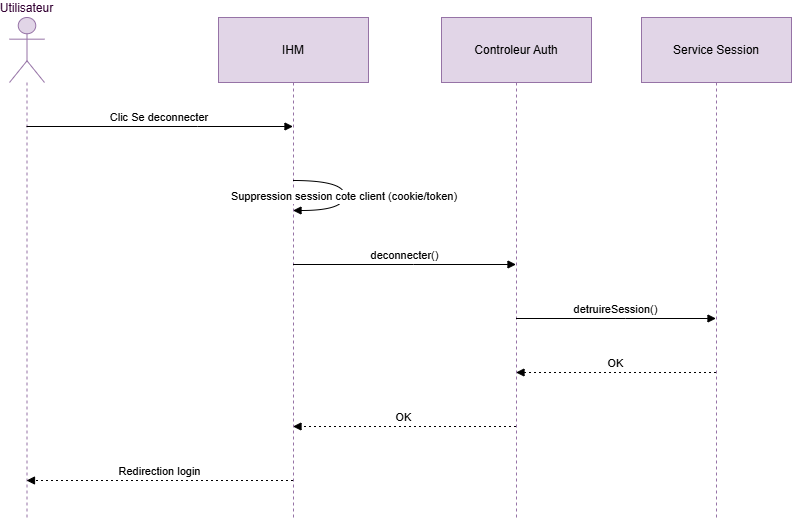 Utilisateur
IHM
Controleur Auth
Service Session
Clic Se deconnecter
Suppression session cote client (cookie/token)
deconnecter()
detruireSession()
OK
OK
Redirection login